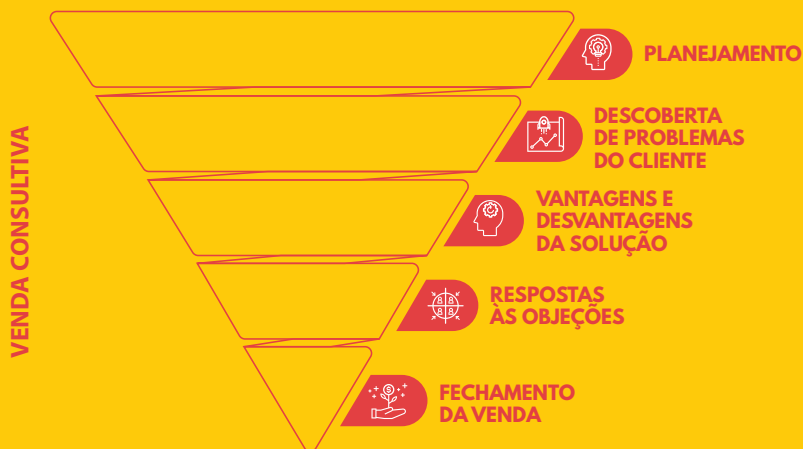 VENDA CONSULTIVA
PLANEJAMENTO
DESCOBERTA
DE PROBLEMAS
DO CLIENTE
VANTAGENS E
DESVANTAGENS
DA SOLUÇÃO
RESPOSTAS
ÀS OBJEÇÕES
FECHAMENTO
DA VENDA